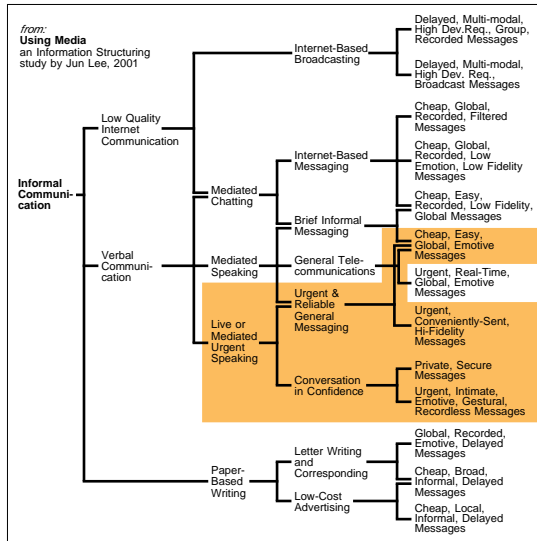 from:
Using Media
an Information Structuring
study by Jun Lee, 2001
Informal
Communi-
cation
Low Quality
Internet
Communication
Verbal
Communi-
cation
Paper-
Based
Writing
Mediated
Chatting
Mediated
Speaking
Live or
Mediated
Urgent
Speaking
Internet-Based
Broadcasting
Internet-Based
Messaging
Brief Informal
Messaging
General Tele-
communications
Urgent &
Reliable
General
Messaging
Conversation
in Confidence
Letter Writing
and
Corresponding
Low-Cost
Advertising
Delayed, Multi-modal,
High Dev.Req., Group,
Recorded Messages
Delayed, Multi-modal,
High Dev. Req.,
Broadcast Messages
Cheap, Global,
Recorded, Filtered
Messages
Cheap, Global,
Recorded, Low
Emotion, Low Fidelity
Messages
Cheap, Easy,
Recorded, Low Fidelity,
Global Messages
Cheap, Easy,
Global, Emotive
Messages
Urgent, Real-Time,
Global, Emotive
Messages
Urgent,
Conveniently-Sent,
Hi-Fidelity
Messages
Private, Secure
Messages
Urgent, Intimate,
Emotive, Gestural,
Recordless Messages
Global, Recorded,
Emotive, Delayed
Messages
Cheap, Broad,
Informal, Delayed
Messages
Cheap, Local,
Informal, Delayed
Messages